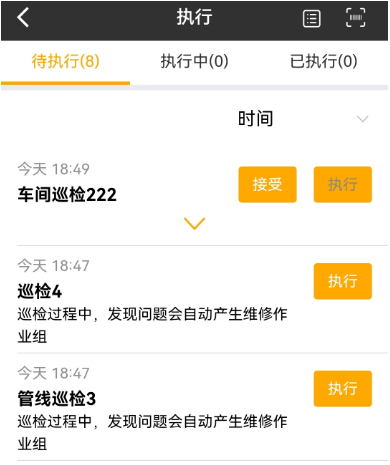 执行
待执行(8) 执行中(0) 已执行(0)
时间
今天 18:49
车间巡检222 接受 执行
今天 18:47
巡检4 执行
巡检过程中，发现问题会自动产生维修作
业组
今天 18:47
管线巡检3 执行
巡检过程中，发现问题会自动产生维修作
业组